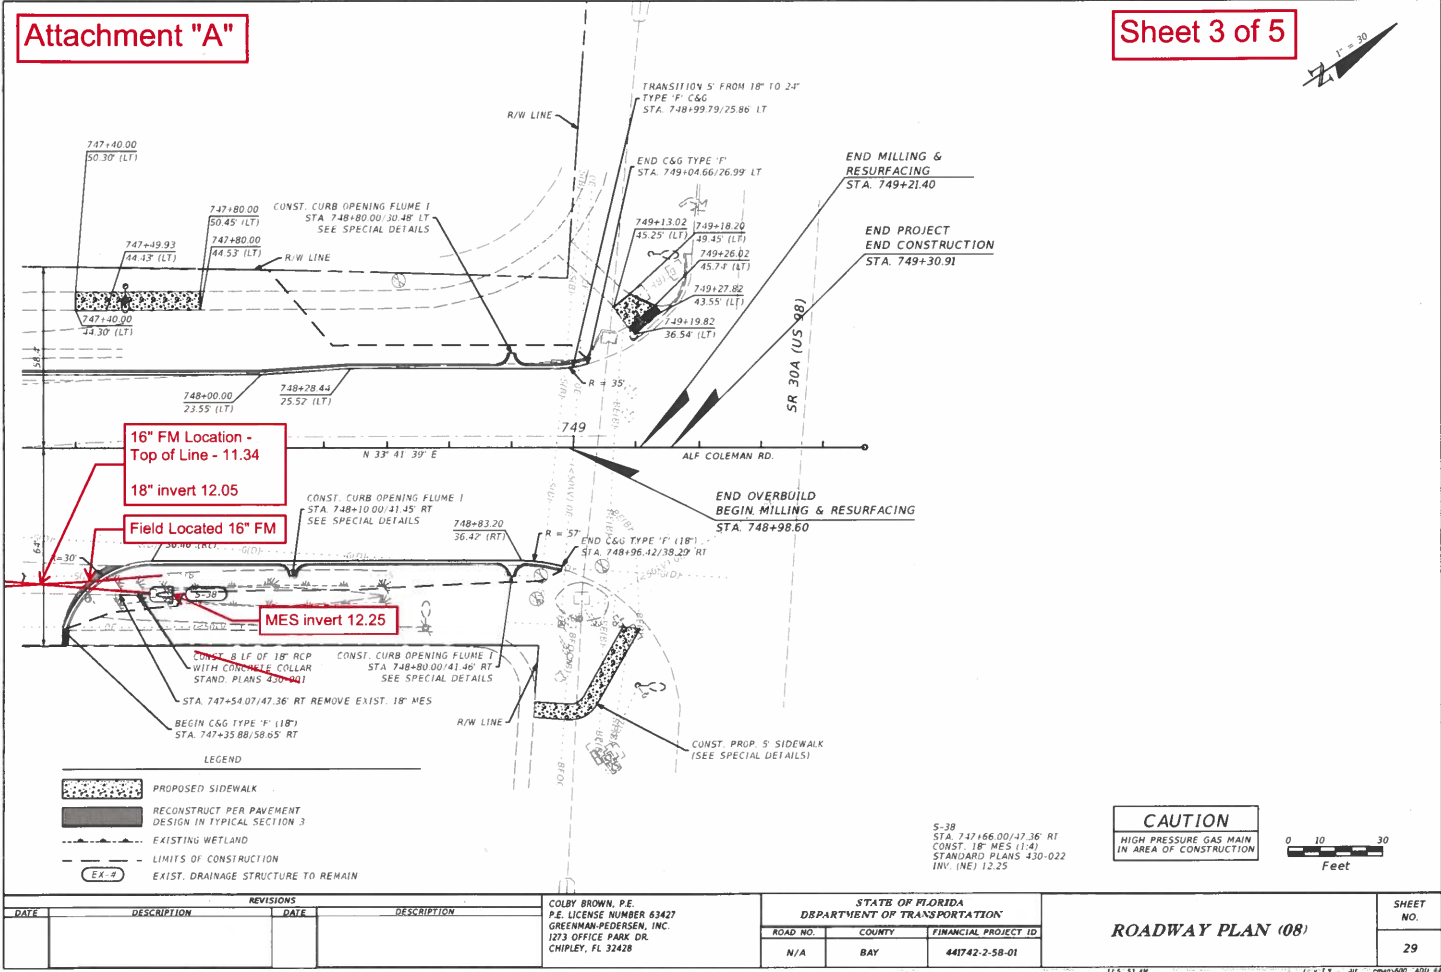 Attachment "A"
Sheet 3 of 5
1" = 30
N
TRANSITION 5' FROM 18" TO 24"
TYPE 'F' C&G
STA. 748+99.79/25.86 LT
R/W LINE
747+40.00
50.30' (LT)
END C&G TYPE 'F'
STA. 749+04.66/26.99 LT
END MILLING &
RESURFACING
STA. 749+21.40
747+80.00
50.45' (LT)
CONST. CURB OPENING FLUME 1
STA. 748+80.00/30.48' LT
SEE SPECIAL DETAILS
749+13.02
45.25' (LT)
749+18.20
49.45' (LT)
END PROJECT
END CONSTRUCTION
STA. 749+30.91
747+49.93
44.43' (LT)
747+80.00
44.53' (LT)
R/W LINE
749+26.02
45.74' (LT)
749+27.82
43.55' (LT)
747+40.00
44.30' (LT)
749+19.82
36.54' (LT)
58.4'
SR 30A (US 98)
R = 35'
748+00.00
23.55' (LT)
748+28.44
25.52' (LT)
16" FM Location -
Top of Line - 11.34
18" invert 12.05
749
N 33° 41' 39" E
ALF COLEMAN RD.
END OVERBUILD
BEGIN MILLING & RESURFACING
STA. 748+98.60
CONST. CURB OPENING FLUME 1
STA. 748+10.00/41.45' RT
SEE SPECIAL DETAILS
Field Located 16" FM
748+83.20
36.42' (RT)
R = 57'
END C&G TYPE 'F' (18")
STA. 748+96.42/38.29' RT
64'
S-38
MES invert 12.25
CONST. 8 LF OF 18" RCP
WITH CONCRETE COLLAR
STAND. PLANS 430-001
CONST. CURB OPENING FLUME 1
STA. 748+80.00/41.46' RT
SEE SPECIAL DETAILS
STA. 747+54.07/47.36' RT REMOVE EXIST. 18" MES
BEGIN C&G TYPE 'F' (18")
STA. 747+35.88/58.65' RT
R/W LINE
CONST. PROP. 5' SIDEWALK
(SEE SPECIAL DETAILS)
LEGEND
PROPOSED SIDEWALK
RECONSTRUCT PER PAVEMENT
DESIGN IN TYPICAL SECTION 3
EXISTING WETLAND
LIMITS OF CONSTRUCTION
EX-# EXIST. DRAINAGE STRUCTURE TO REMAIN
S-38
STA. 747+66.00/47.36' RT
CONST. 18" MES (1:4)
STANDARD PLANS 430-022
INV. (NE) 12.25
CAUTION
HIGH PRESSURE GAS MAIN
IN AREA OF CONSTRUCTION
0 10 30
Feet
REVISIONS
DATE DESCRIPTION DATE DESCRIPTION
COLBY BROWN, P.E.
P.E. LICENSE NUMBER 63427
GREENMAN-PEDERSEN, INC.
1273 OFFICE PARK DR.
CHIPLEY, FL 32428
STATE OF FLORIDA
DEPARTMENT OF TRANSPORTATION
ROAD NO. COUNTY FINANCIAL PROJECT ID
N/A BAY 441742-2-58-01
ROADWAY PLAN (08)
SHEET
NO.
29